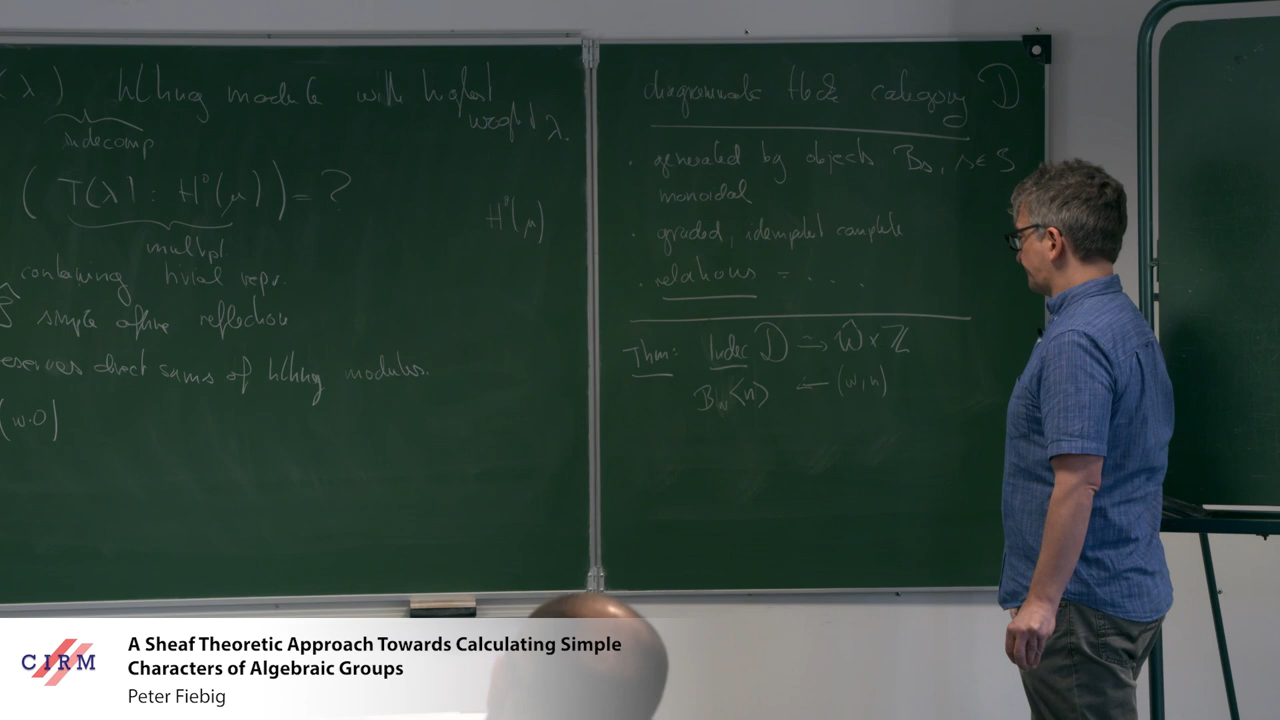 (λ) tilting module with highest
weight λ.
indecomp
(T(λ) : H⁰(μ)) = ?
H⁰(μ)
multipl.
containing trivial repr.
Ŝ simple affine reflection
eserves direct sums of tilting modules.
(w.0)
diagrammatic Hecke category D
· generated by objects Bs, s∈S
monoidal
· graded, idempotent complete
· relations = . . .
Thm: Indec D ⥲ Ŵ × ℤ
Bw⟨n⟩ ↤ (w,n)
CIRM
A Sheaf Theoretic Approach Towards Calculating Simple
Characters of Algebraic Groups
Peter Fiebig